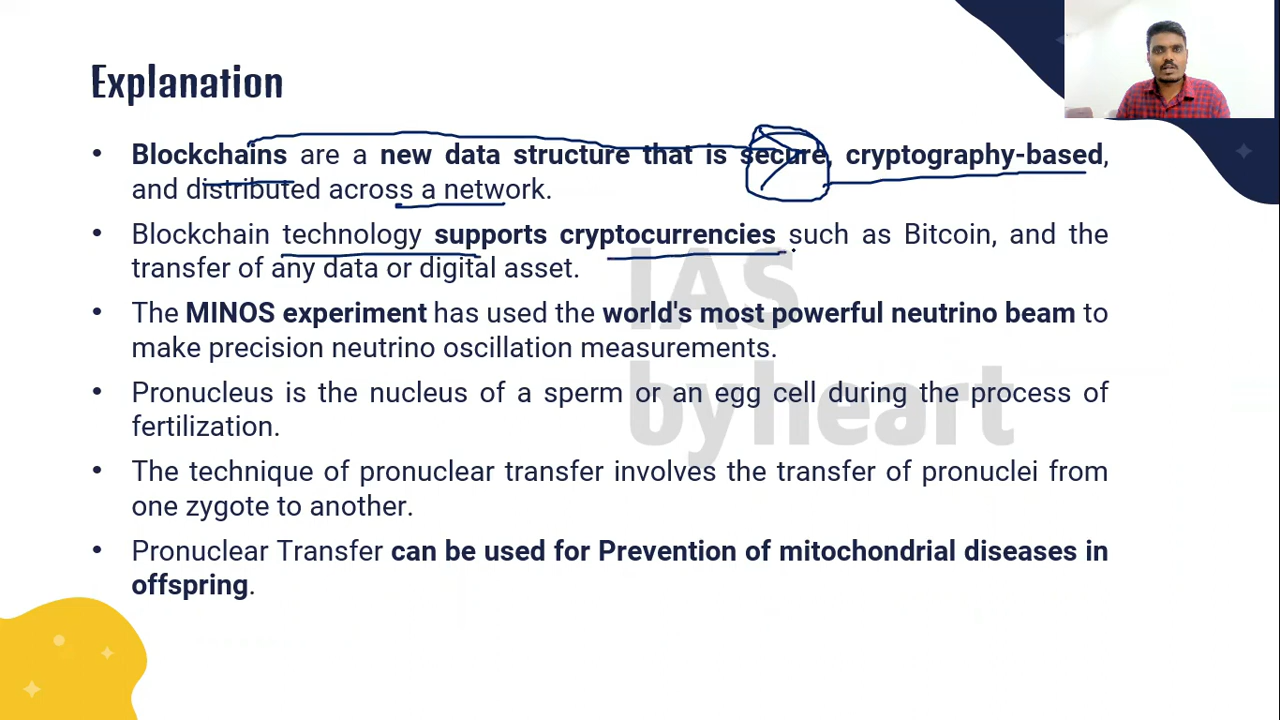 Explanation
• Blockchains are a new data structure that is secure, cryptography-based,
and distributed across a network.
• Blockchain technology supports cryptocurrencies such as Bitcoin, and the
transfer of any data or digital asset.
• The MINOS experiment has used the world's most powerful neutrino beam to
make precision neutrino oscillation measurements.
• Pronucleus is the nucleus of a sperm or an egg cell during the process of
fertilization.
• The technique of pronuclear transfer involves the transfer of pronuclei from
one zygote to another.
• Pronuclear Transfer can be used for Prevention of mitochondrial diseases in
offspring.
IAS
byheart